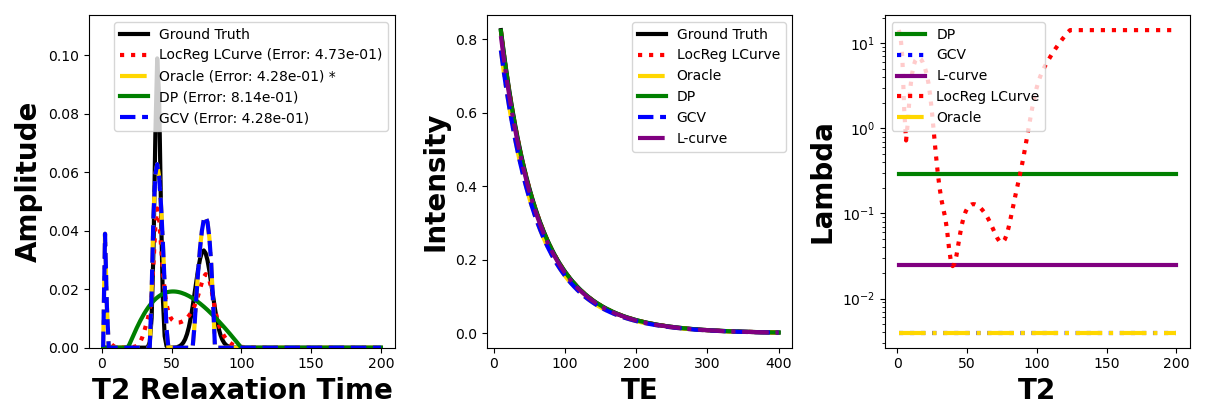 Amplitude
0.10
0.08
0.06
0.04
0.02
0.00
0
50
100
150
200
T2 Relaxation Time
Ground Truth
LocReg LCurve (Error: 4.73e-01)
Oracle (Error: 4.28e-01) *
DP (Error: 8.14e-01)
GCV (Error: 4.28e-01)
Intensity
0.8
0.6
0.4
0.2
0.0
0
100
200
300
400
TE
Ground Truth
LocReg LCurve
Oracle
DP
GCV
L-curve
Lambda
10¹
10⁰
10⁻¹
10⁻²
0
50
100
150
200
T2
DP
GCV
L-curve
LocReg LCurve
Oracle